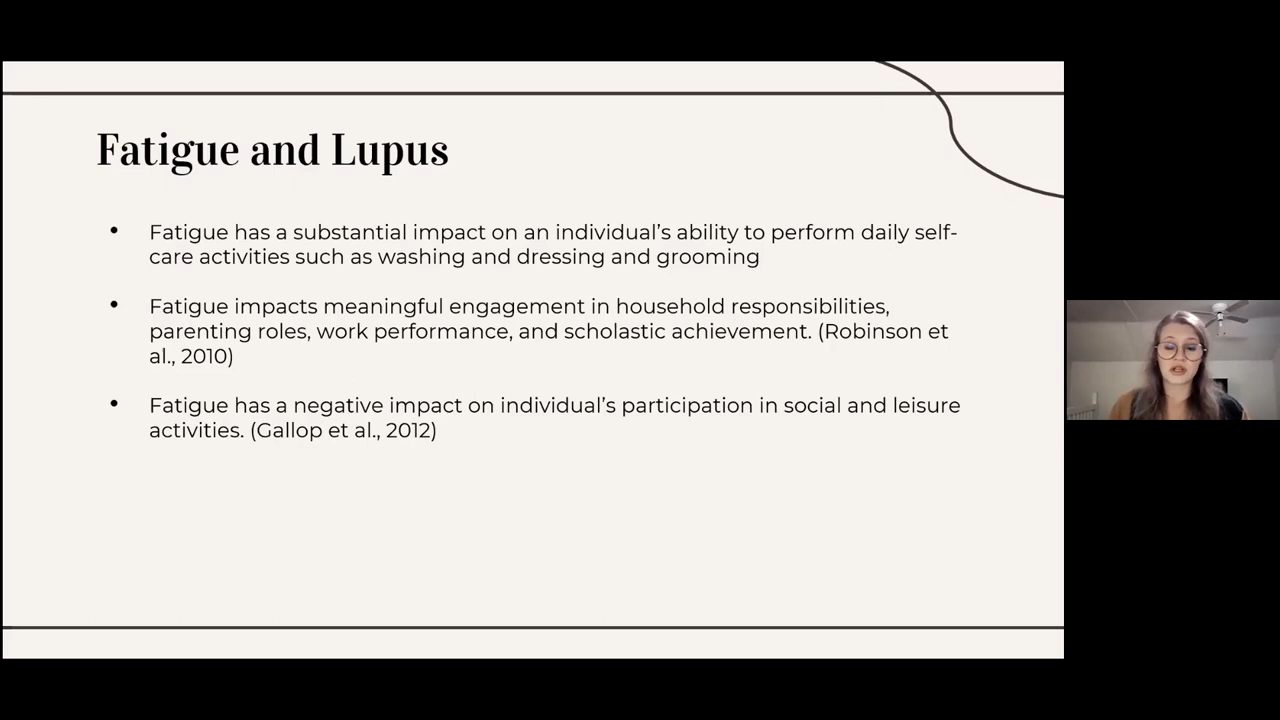 Fatigue and Lupus
• Fatigue has a substantial impact on an individual’s ability to perform daily self-
care activities such as washing and dressing and grooming
• Fatigue impacts meaningful engagement in household responsibilities,
parenting roles, work performance, and scholastic achievement. (Robinson et
al., 2010)
• Fatigue has a negative impact on individual’s participation in social and leisure
activities. (Gallop et al., 2012)